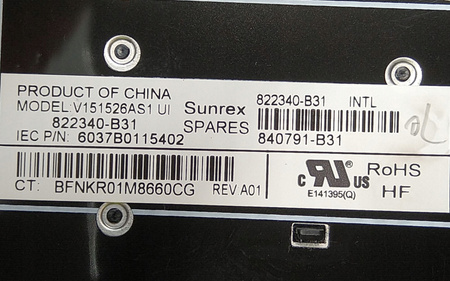 PRODUCT OF CHINA
MODEL:V151526AS1 UI
822340-B31
IEC P/N: 6037B0115402
Sunrex
SPARES
822340-B31 INTL
840791-B31
CT: BFNKR01M8660CG REV A01
c RU US
E141395(Q)
RoHS
HF